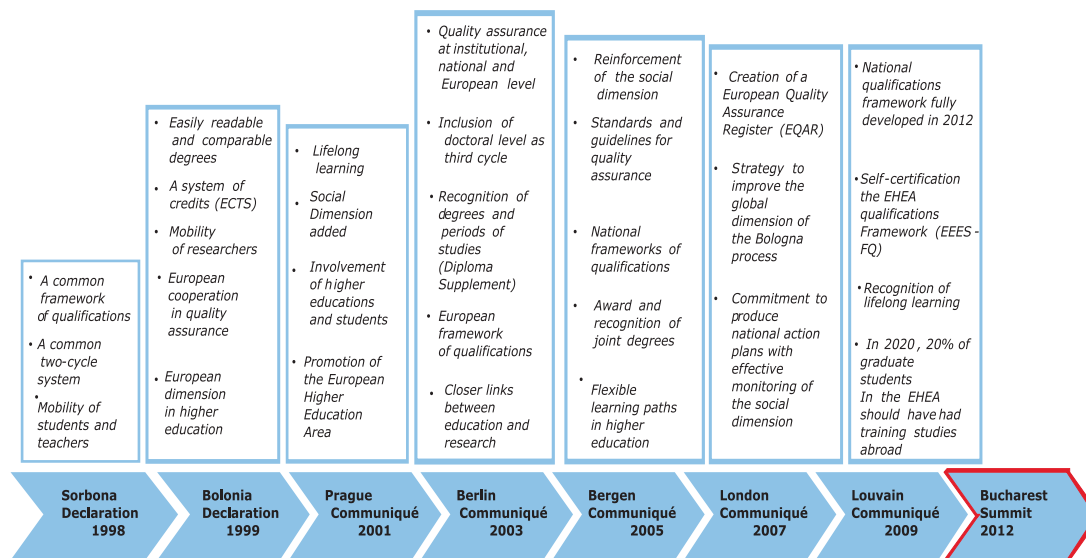 • A common
framework
of qualifications
• A common
two-cycle
system
• Mobility of
students and
teachers
• Easily readable
and comparable
degrees
• A system of
credits (ECTS)
• Mobility
of researchers
• European
cooperation
in quality
assurance
• European
dimension
in higher
education
• Lifelong
learning
• Social
Dimension
added
• Involvement
of higher
educations
and students
• Promotion of
the European
Higher
Education
Area
• Quality assurance
at institutional,
national and
European level
• Inclusion of
doctoral level as
third cycle
• Recognition of
degrees and
periods of
studies
(Diploma
Supplement)
• European
framework
of qualifications
• Closer links
between
education and
research
• Reinforcement
of the social
dimension
• Standards and
guidelines for
quality
assurance
• National
frameworks of
qualifications
• Award and
recognition of
joint degrees
• Flexible
learning paths
in higher
education
• Creation of a
European Quality
Assurance
Register (EQAR)
• Strategy to
improve the
global
dimension of
the Bologna
process
• Commitment to
produce
national action
plans with
effective
monitoring of
the social
dimension
• National
qualifications
framework fully
developed in 2012
• Self-certification
the EHEA
qualifications
Framework (EEES-
FQ)
• Recognition of
lifelong learning
• In 2020, 20% of
graduate
students
In the EHEA
should have had
training studies
abroad
Sorbona
Declaration
1998
Bolonia
Declaration
1999
Prague
Communiqué
2001
Berlin
Communiqué
2003
Bergen
Communiqué
2005
London
Communiqué
2007
Louvain
Communiqué
2009
Bucharest
Summit
2012